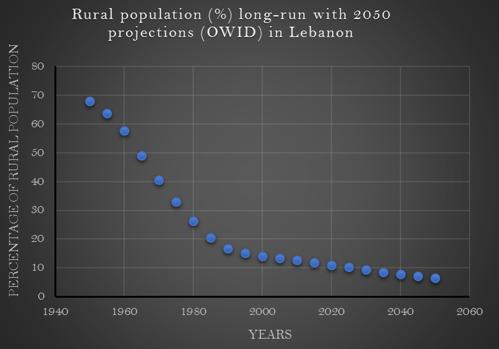 Rural population (%) long-run with 2050
projections (OWID) in Lebanon
PERCENTAGE OF RURAL POPULATION
80
70
60
50
40
30
20
10
0
1940 1960 1980 2000 2020 2040 2060
YEARS